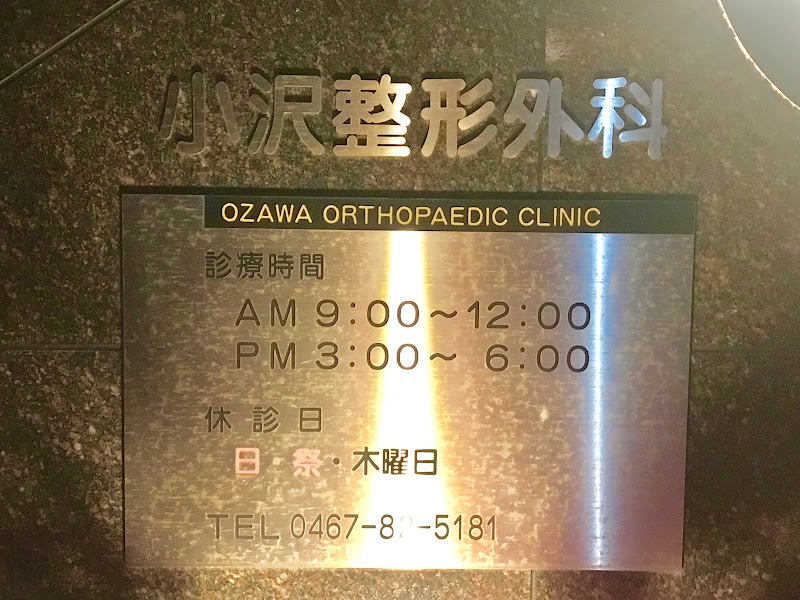 小沢整形外科
OZAWA ORTHOPAEDIC CLINIC
診療時間
AM 9:00～12:00
PM 3:00～ 6:00
休診日
日・祭・木曜日
TEL